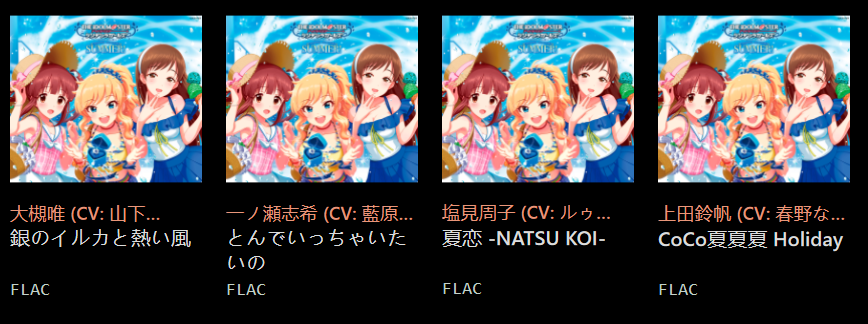 大槻唯 (CV: 山下...
銀のイルカと熱い風
FLAC
一ノ瀬志希 (CV: 藍原...
とんでいっちゃいた
いの
FLAC
塩見周子 (CV: ルゥ...
夏恋 -NATSU KOI-
FLAC
上田鈴帆 (CV: 春野な...
CoCo夏夏夏 Holiday
FLAC